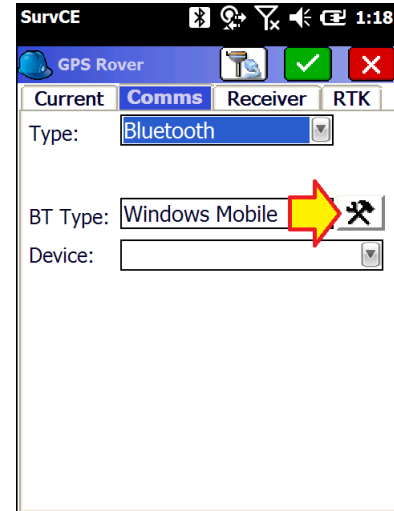 SurvCE 1:18
GPS Rover
Current Comms Receiver RTK
Type: Bluetooth
BT Type: Windows Mobile
Device: